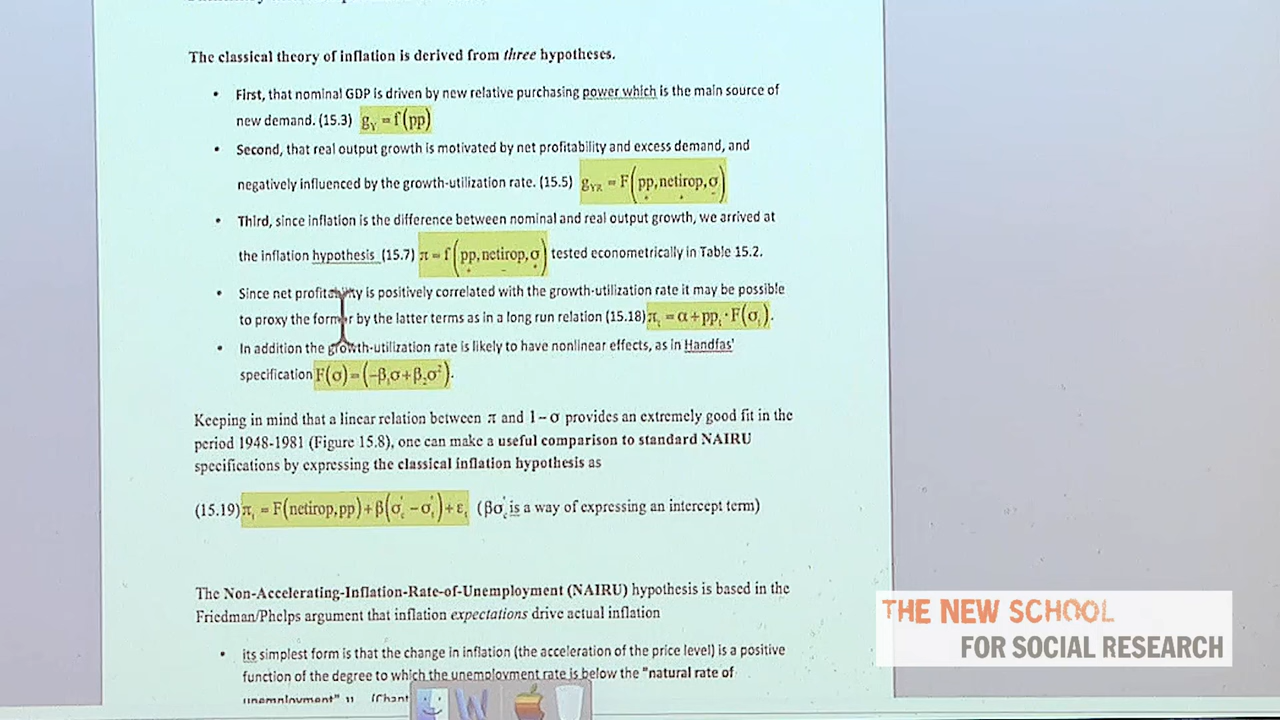 The classical theory of inflation is derived from three hypotheses.
• First, that nominal GDP is driven by new relative purchasing power which is the main source of
new demand. (15.3) g_Y = f(pp)
• Second, that real output growth is motivated by net profitability and excess demand, and
negatively influenced by the growth-utilization rate. (15.5) g_YR = F(pp, netirop, σ)
+ + −
• Third, since inflation is the difference between nominal and real output growth, we arrived at
the inflation hypothesis (15.7) π = f(pp, netirop, σ) tested econometrically in Table 15.2.
+ − +
• Since net profitability is positively correlated with the growth-utilization rate it may be possible
to proxy the former by the latter terms as in a long run relation (15.18) π_t = α + pp_t · F(σ_t).
• In addition the growth-utilization rate is likely to have nonlinear effects, as in Handfas'
specification F(σ) = (−β₁σ + β₂σ²).
Keeping in mind that a linear relation between π and 1 − σ provides an extremely good fit in the
period 1948-1981 (Figure 15.8), one can make a useful comparison to standard NAIRU
specifications by expressing the classical inflation hypothesis as
(15.19) π_t = F(netirop, pp) + β(σ'_c − σ'_t) + ε_t (βσ'_c is a way of expressing an intercept term)
The Non-Accelerating-Inflation-Rate-of-Unemployment (NAIRU) hypothesis is based in the
Friedman/Phelps argument that inflation expectations drive actual inflation
THE NEW SCHOOL
FOR SOCIAL RESEARCH
• its simplest form is that the change in inflation (the acceleration of the price level) is a positive
function of the degree to which the unemployment rate is below the "natural rate of
unemployment"